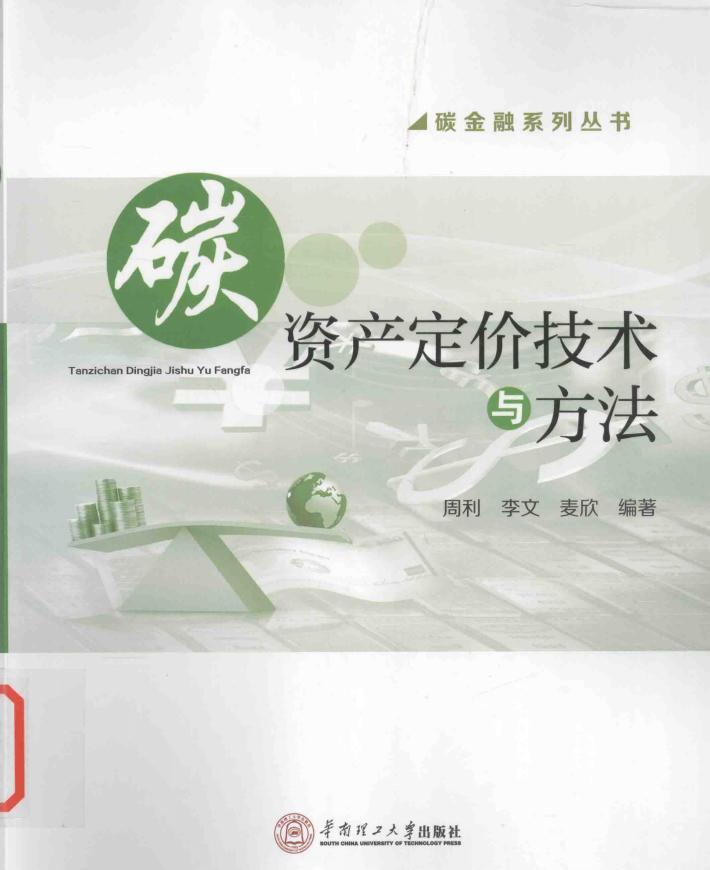 碳金融系列丛书
碳
资产定价技术
Tanzichan Dingjia Jishu Yu Fangfa
与方法
周利 李文 麦欣 编著
华南理工大学出版社
SOUTH CHINA UNIVERSITY OF TECHNOLOGY PRESS